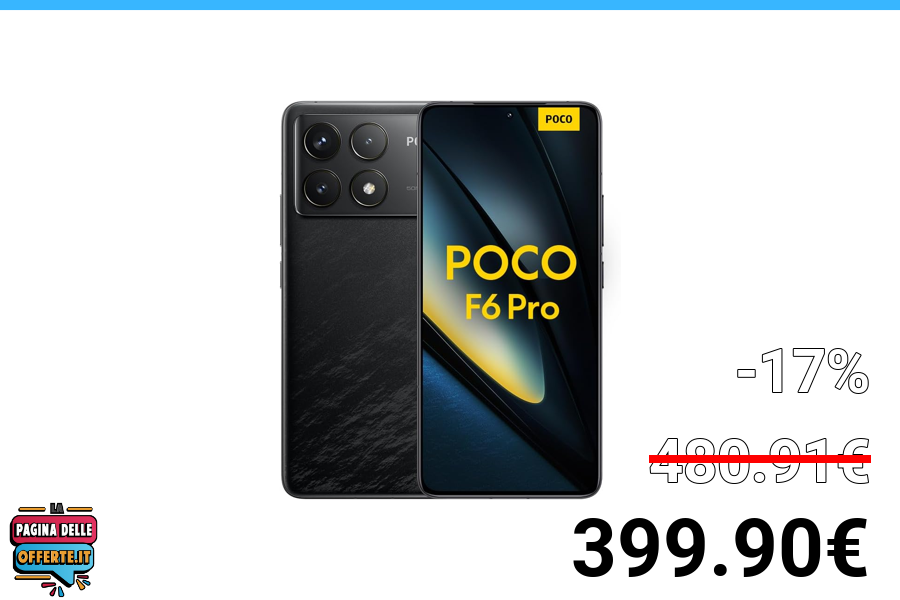 POCO
POCO
F6 Pro
-17%
480.91€
399.90€
LA
PAGINA DELLE
OFFERTE.IT